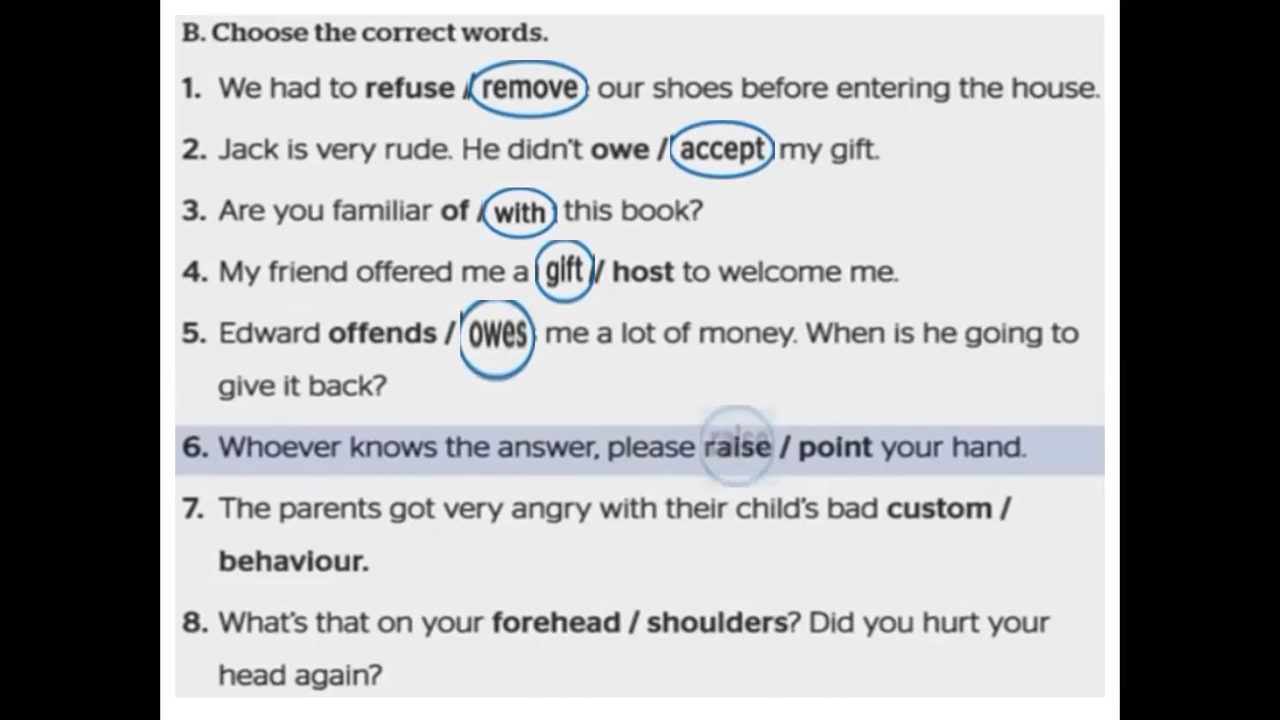 B. Choose the correct words.
1. We had to refuse / remove our shoes before entering the house.
2. Jack is very rude. He didn't owe / accept my gift.
3. Are you familiar of / with this book?
4. My friend offered me a gift / host to welcome me.
5. Edward offends / owes me a lot of money. When is he going to
give it back?
6. Whoever knows the answer, please raise / point your hand.
7. The parents got very angry with their child's bad custom /
behaviour.
8. What's that on your forehead / shoulders? Did you hurt your
head again?